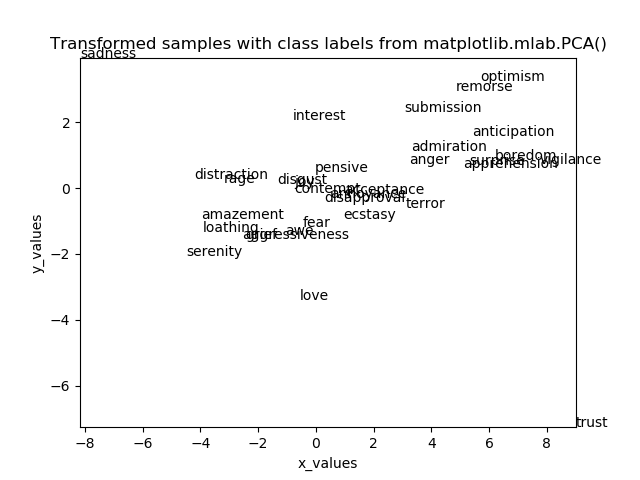 Transformed samples with class labels from matplotlib.mlab.PCA()
sadness
optimism
remorse
submission
interest
anticipation
admiration
boredom
anger
surprise
vigilance
apprehension
pensive
distraction
rage
disgust
joy
contempt
acceptance
annoyance
disapproval
terror
amazement
ecstasy
fear
loathing
awe
grief
aggressiveness
serenity
love
trust
2
0
−2
−4
−6
y_values
−8 −6 −4 −2 0 2 4 6 8
x_values